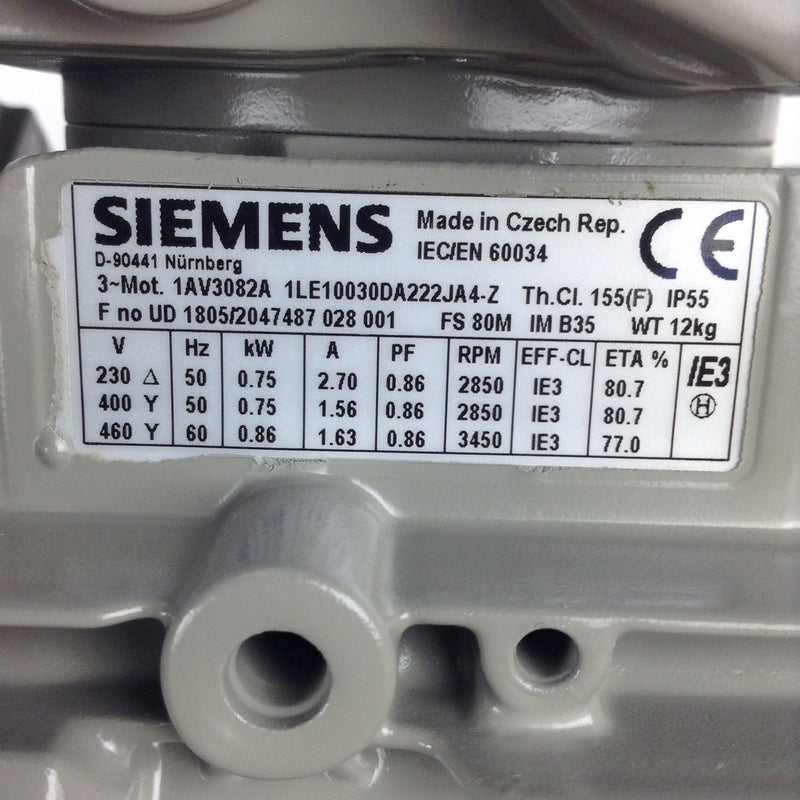 SIEMENS Made in Czech Rep. CE
D-90441 Nürnberg IEC/EN 60034
3~Mot. 1AV3082A 1LE10030DA222JA4-Z Th.Cl. 155(F) IP55
F no UD 1805/2047487 028 001 FS 80M IM B35 WT 12kg
V Hz kW A PF RPM EFF-CL ETA % IE3
230 Δ 50 0.75 2.70 0.86 2850 IE3 80.7
400 Y 50 0.75 1.56 0.86 2850 IE3 80.7 H
460 Y 60 0.86 1.63 0.86 3450 IE3 77.0